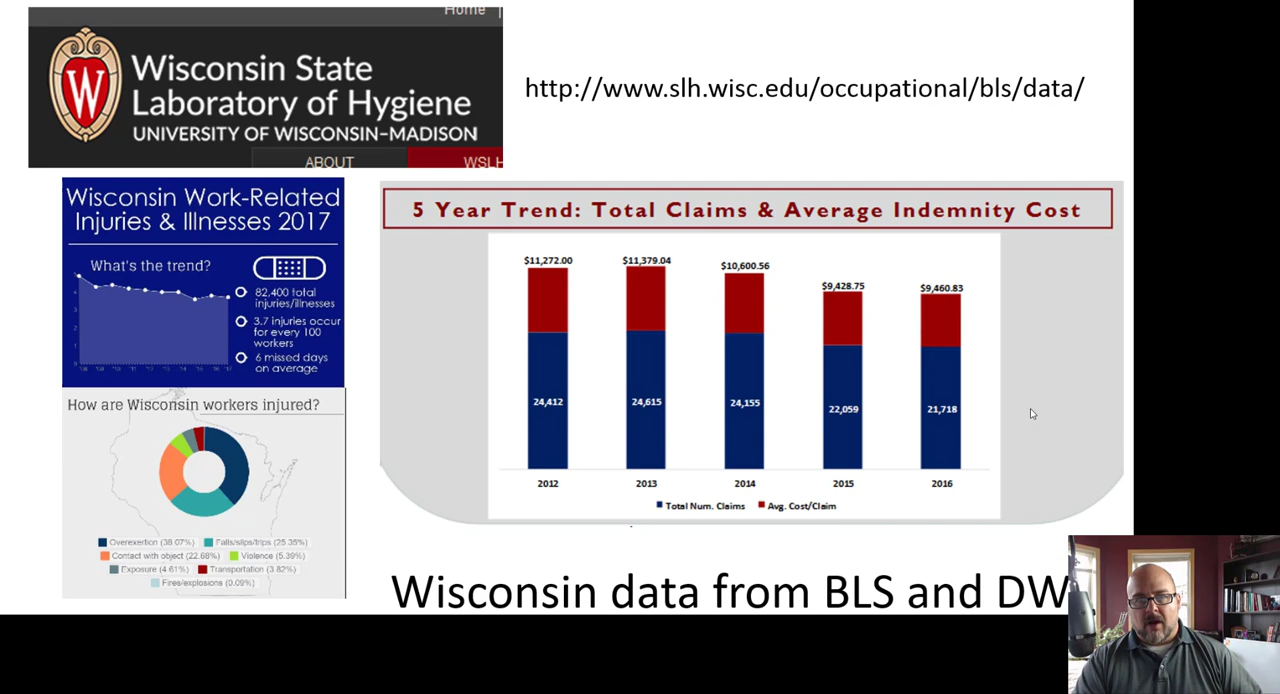 Home |
Wisconsin State
Laboratory of Hygiene
UNIVERSITY OF WISCONSIN–MADISON
ABOUT
WSLH
http://www.slh.wisc.edu/occupational/bls/data/
Wisconsin Work-Related
Injuries & Illnesses 2017
What's the trend?
82,400 total
injuries/illnesses
3.7 injuries occur
for every 100
workers
6 missed days
on average
How are Wisconsin workers injured?
Overexertion (38.07%) Falls/slips/trips (25.35%)
Contact with object (22.68%) Violence (5.39%)
Exposure (4.61%) Transportation (3.82%)
Fires/explosions (0.09%)
5 Year Trend: Total Claims & Average Indemnity Cost
$11,272.00 $11,379.04 $10,600.56 $9,428.75 $9,460.83
24,412 24,615 24,155 22,059 21,718
2012 2013 2014 2015 2016
Total Num. Claims Avg. Cost/Claim
Wisconsin data from BLS and DW